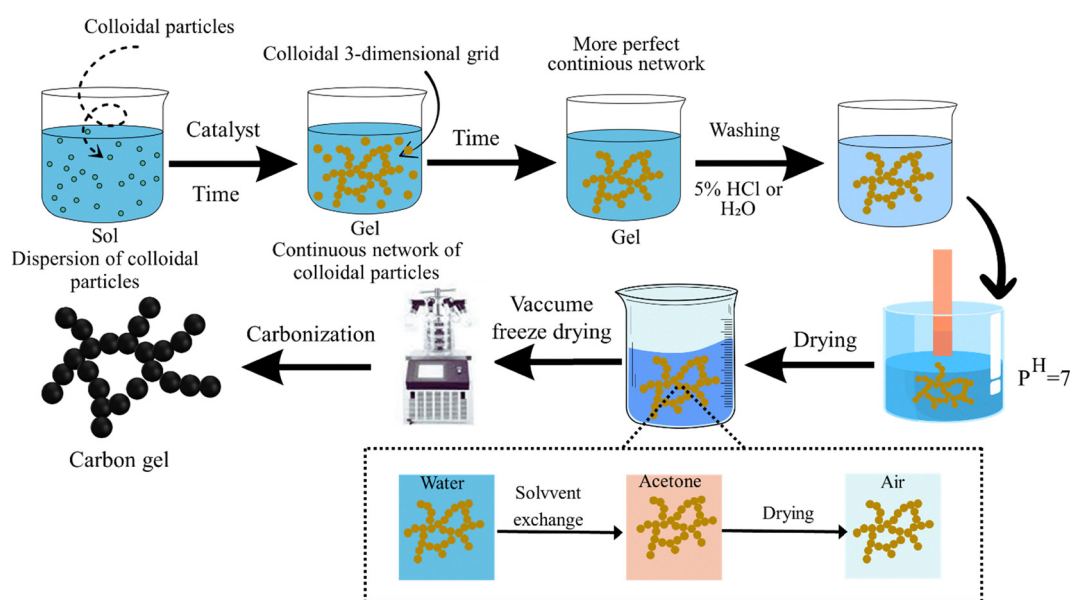 Colloidal particles
Catalyst
Time
Sol
Dispersion of colloidal
particles
Colloidal 3-dimensional grid
Time
Gel
Continuous network of
colloidal particles
More perfect
continious network
Gel
Washing
5% HCl or
H₂O
P^H=7
Drying
Vaccume
freeze drying
Carbonization
Carbon gel
Water
Solvvent
exchange
Acetone
Drying
Air